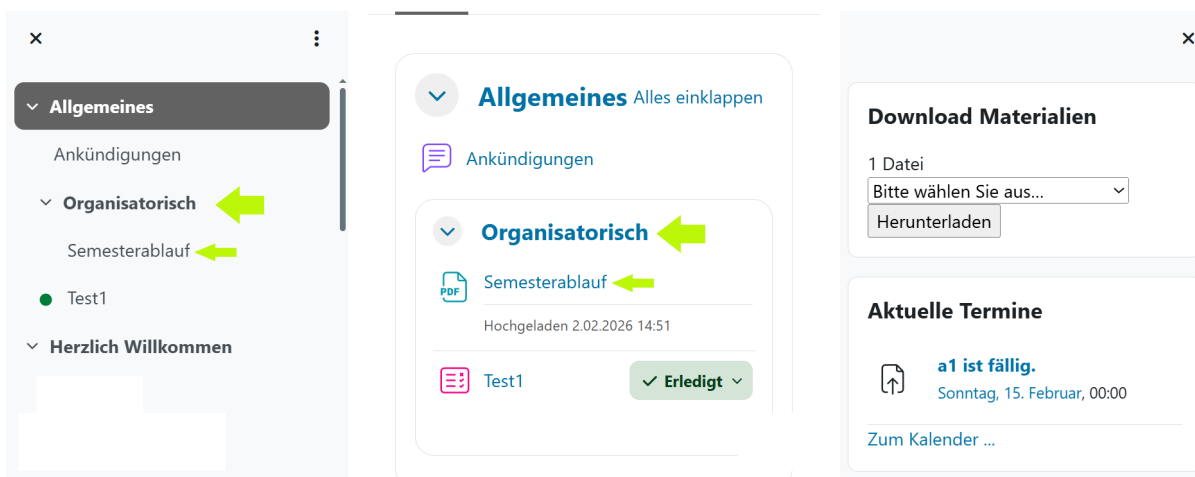 Allgemeines
Ankündigungen
Organisatorisch
Semesterablauf
Test1
Herzlich Willkommen
Allgemeines Alles einklappen
Ankündigungen
Organisatorisch
PDF Semesterablauf
Hochgeladen 2.02.2026 14:51
Test1 Erledigt
Download Materialien
1 Datei
Bitte wählen Sie aus...
Herunterladen
Aktuelle Termine
a1 ist fällig.
Sonntag, 15. Februar, 00:00
Zum Kalender ...